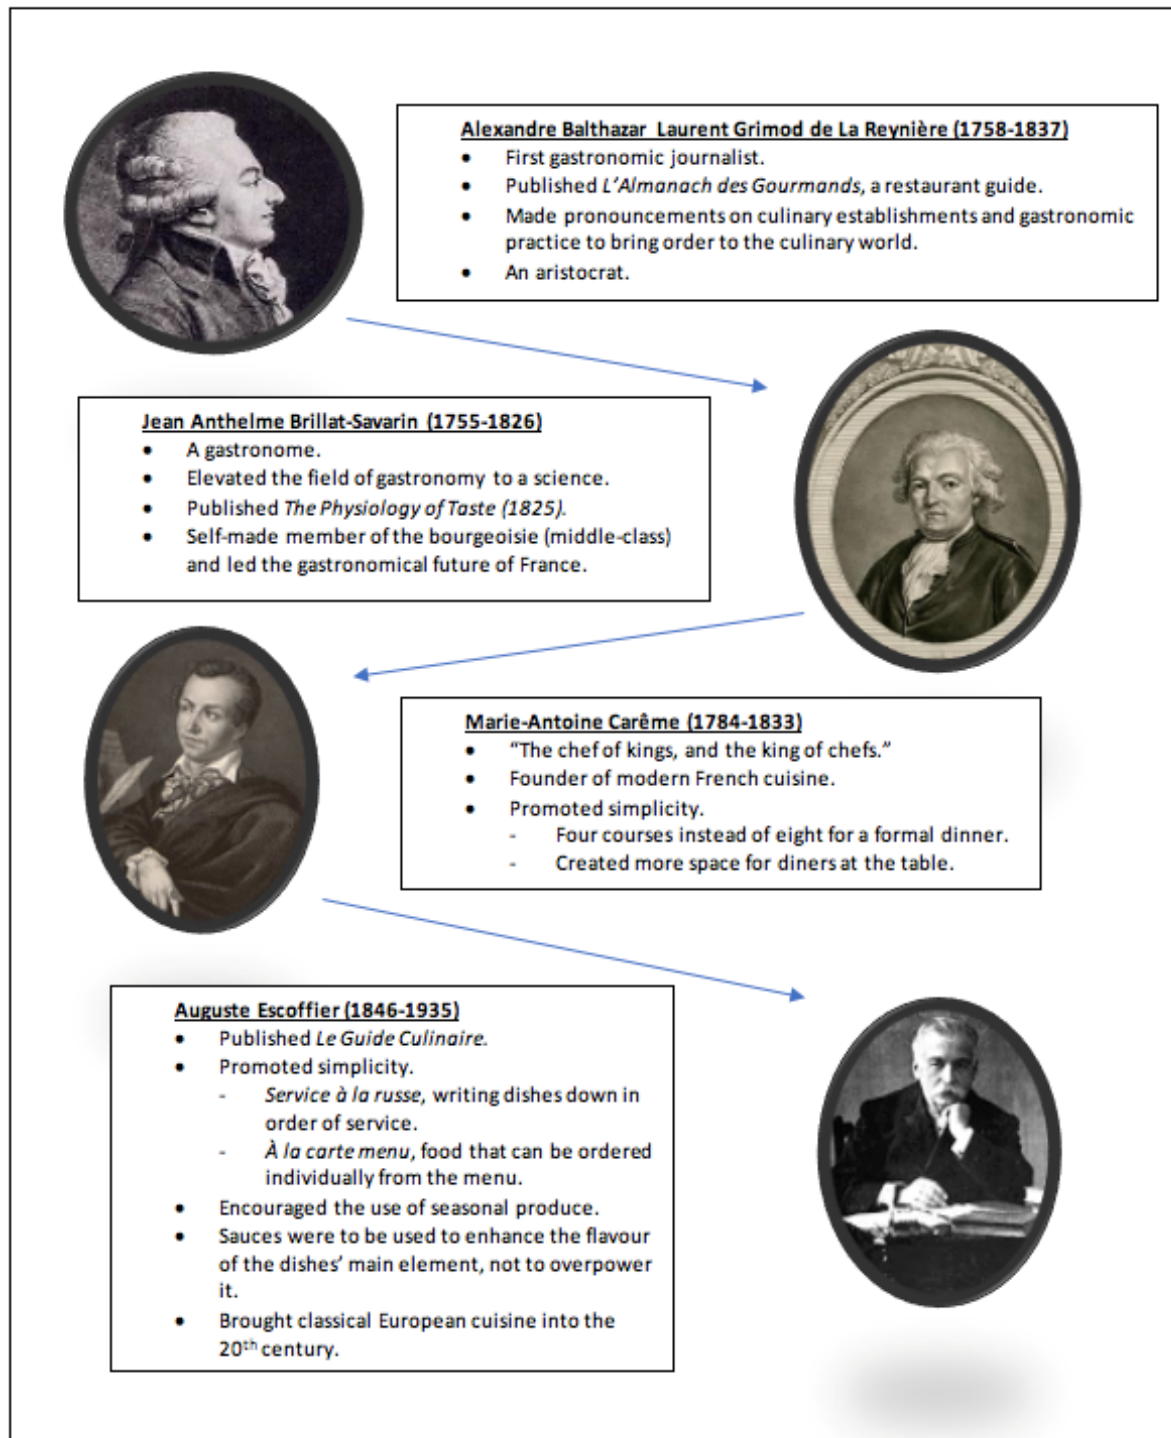 Alexandre Balthazar Laurent Grimod de La Reynière (1758-1837)
• First gastronomic journalist.
• Published L'Almanach des Gourmands, a restaurant guide.
• Made pronouncements on culinary establishments and gastronomic
practice to bring order to the culinary world.
• An aristocrat.
Jean Anthelme Brillat-Savarin (1755-1826)
• A gastronome.
• Elevated the field of gastronomy to a science.
• Published The Physiology of Taste (1825).
• Self-made member of the bourgeoisie (middle-class)
and led the gastronomical future of France.
Marie-Antoine Carême (1784-1833)
• "The chef of kings, and the king of chefs."
• Founder of modern French cuisine.
• Promoted simplicity.
- Four courses instead of eight for a formal dinner.
- Created more space for diners at the table.
Auguste Escoffier (1846-1935)
• Published Le Guide Culinaire.
• Promoted simplicity.
- Service à la russe, writing dishes down in
order of service.
- À la carte menu, food that can be ordered
individually from the menu.
• Encouraged the use of seasonal produce.
• Sauces were to be used to enhance the flavour
of the dishes' main element, not to overpower
it.
• Brought classical European cuisine into the
20th century.